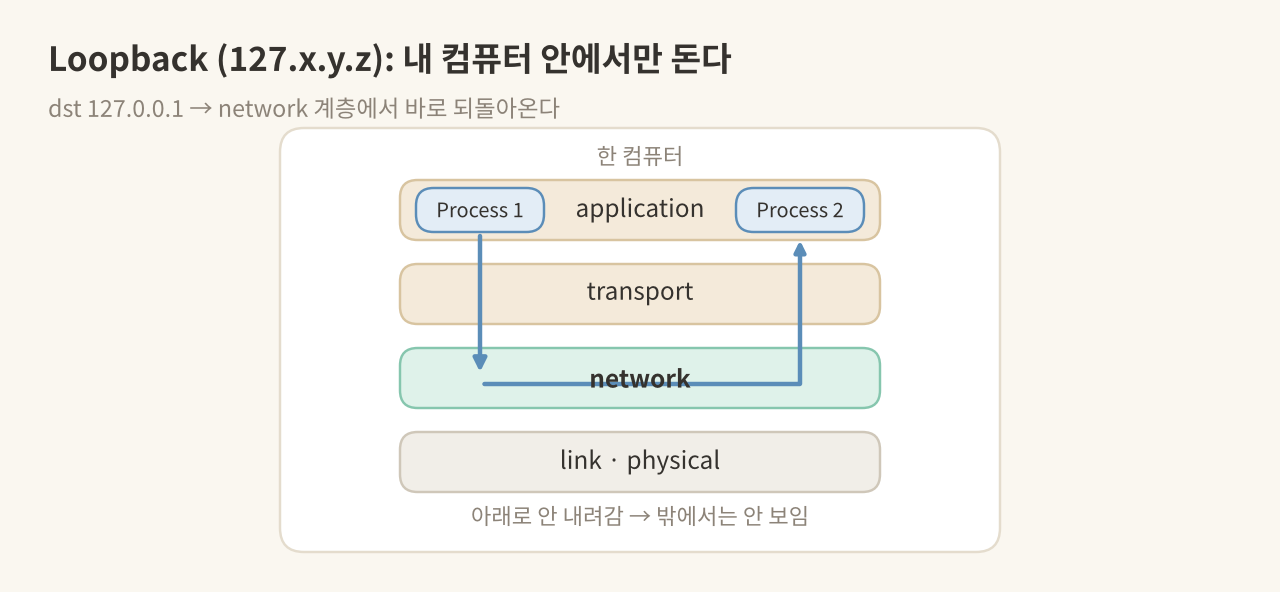 Loopback (127.x.y.z): 내 컴퓨터 안에서만 돈다
dst 127.0.0.1 → network 계층에서 바로 되돌아온다
한 컴퓨터
Process 1 application Process 2
transport
network
link · physical
아래로 안 내려감 → 밖에서는 안 보임